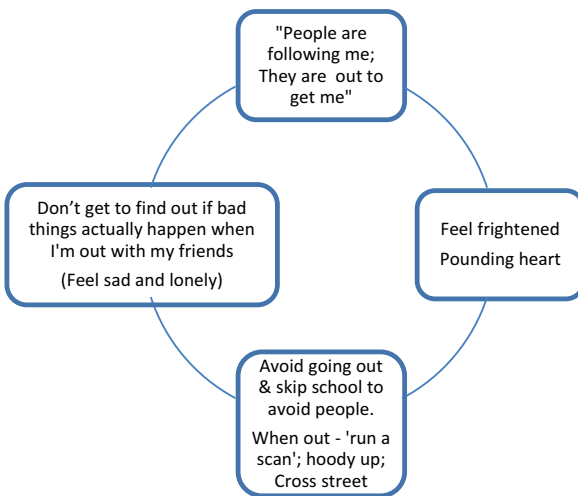 "People are
following me;
They are out to
get me"
Feel frightened
Pounding heart
Avoid going out
& skip school to
avoid people.
When out - 'run a
scan'; hoody up;
Cross street
Don’t get to find out if bad
things actually happen when
I'm out with my friends
(Feel sad and lonely)